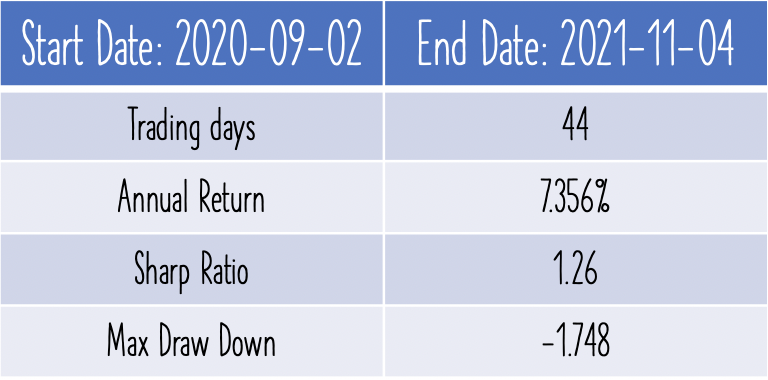 Start Date: 2020-09-02 End Date: 2021-11-04
Trading days 44
Annual Return 7.356%
Sharp Ratio 1.26
Max Draw Down -1.748